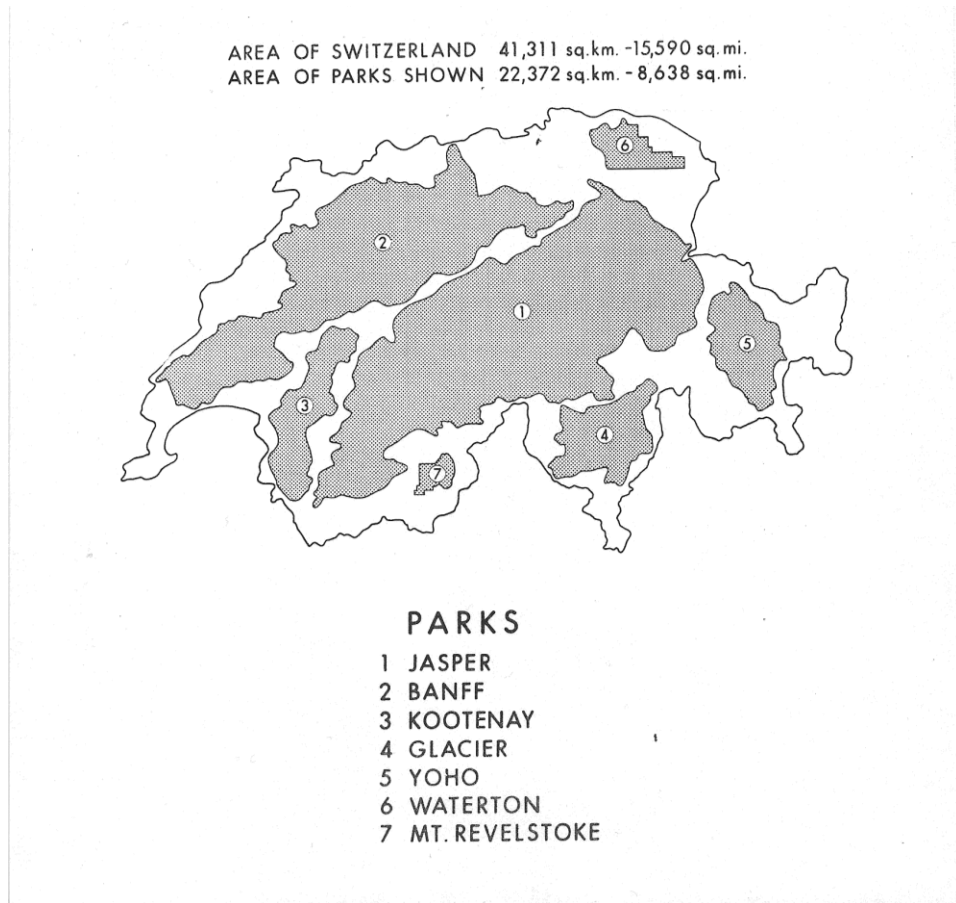 AREA OF SWITZERLAND 41,311 sq.km. -15,590 sq.mi.
AREA OF PARKS SHOWN 22,372 sq.km. - 8,638 sq.mi.
6
2
1
5
3
4
7
PARKS
1 JASPER
2 BANFF
3 KOOTENAY
4 GLACIER
5 YOHO
6 WATERTON
7 MT. REVELSTOKE